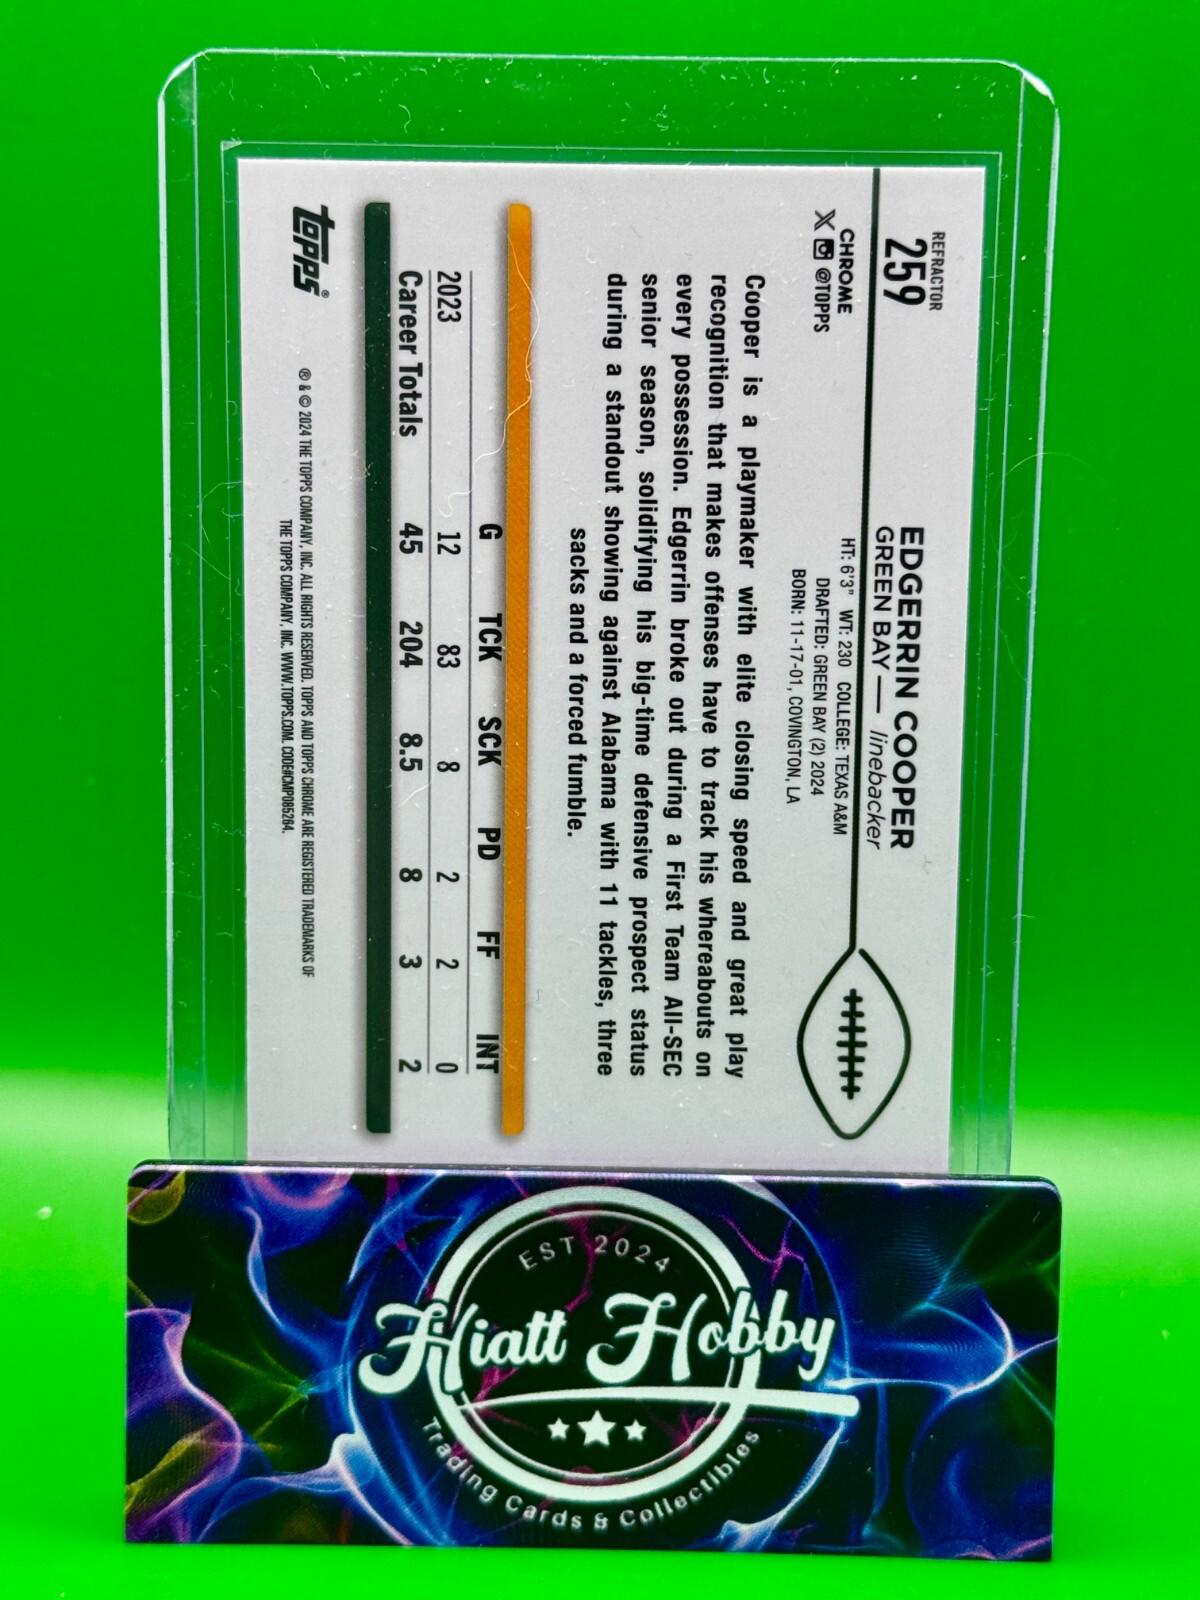 REFRACTOR
259
EDGERRIN COOPER
GREEN BAY — linebacker
CHROME
X @TOPPS
HT: 6'3" WT: 230 COLLEGE: TEXAS A&M
DRAFTED: GREEN BAY (2) 2024
BORN: 11-17-01, COVINGTON, LA
Cooper is a playmaker with elite closing speed and great play
recognition that makes offenses have to track his whereabouts on
every possession. Edgerrin broke out during a First Team All-SEC
senior season, solidifying his big-time defensive prospect status
during a standout showing against Alabama with 11 tackles, three
sacks and a forced fumble.
G TCK SCK PD FF INT
2023 12 83 8 2 2 0
Career Totals 45 204 8.5 8 3 2
topps®
® & © 2024 THE TOPPS COMPANY, INC. ALL RIGHTS RESERVED. TOPPS AND TOPPS CHROME ARE REGISTERED TRADEMARKS OF
THE TOPPS COMPANY, INC. WWW.TOPPS.COM. CODE#CMP085284.
EST 2024
Hiatt Hobby
Trading Cards & Collectibles